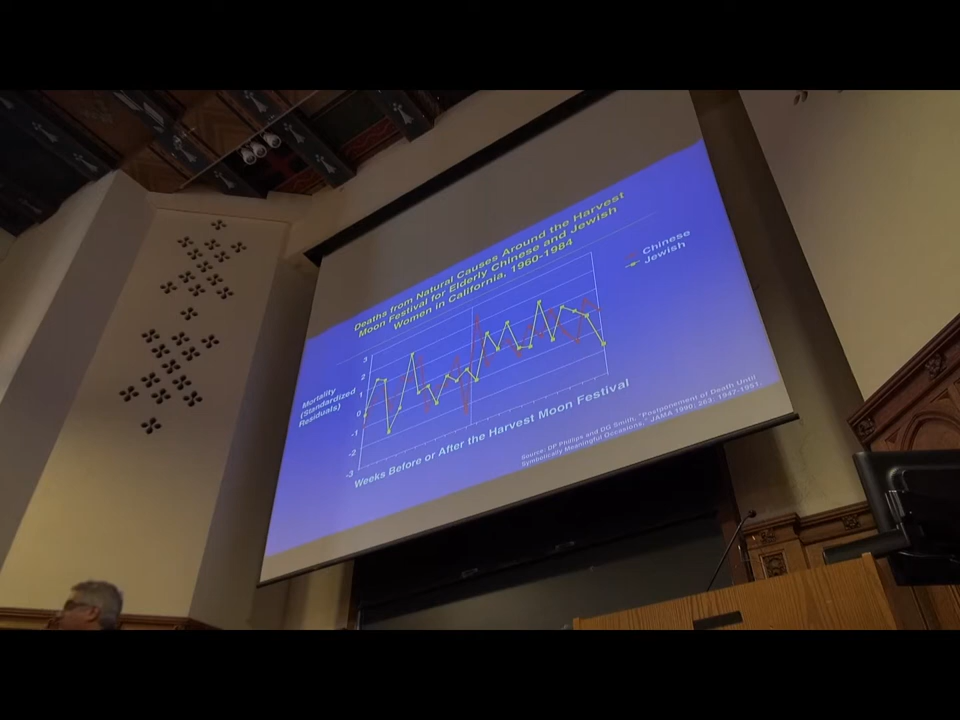 Deaths from Natural Causes Around the Harvest
Moon Festival for Elderly Chinese and Jewish
Women in California, 1960-1984
Chinese
Jewish
Mortality
(Standardized
Residuals)
3
2
1
0
-1
-2
-3
Weeks Before or After the Harvest Moon Festival
Source: DP Phillips and DG Smith, "Postponement of Death Until
Symbolically Meaningful Occasions," JAMA 1990; 263: 1947-1951.